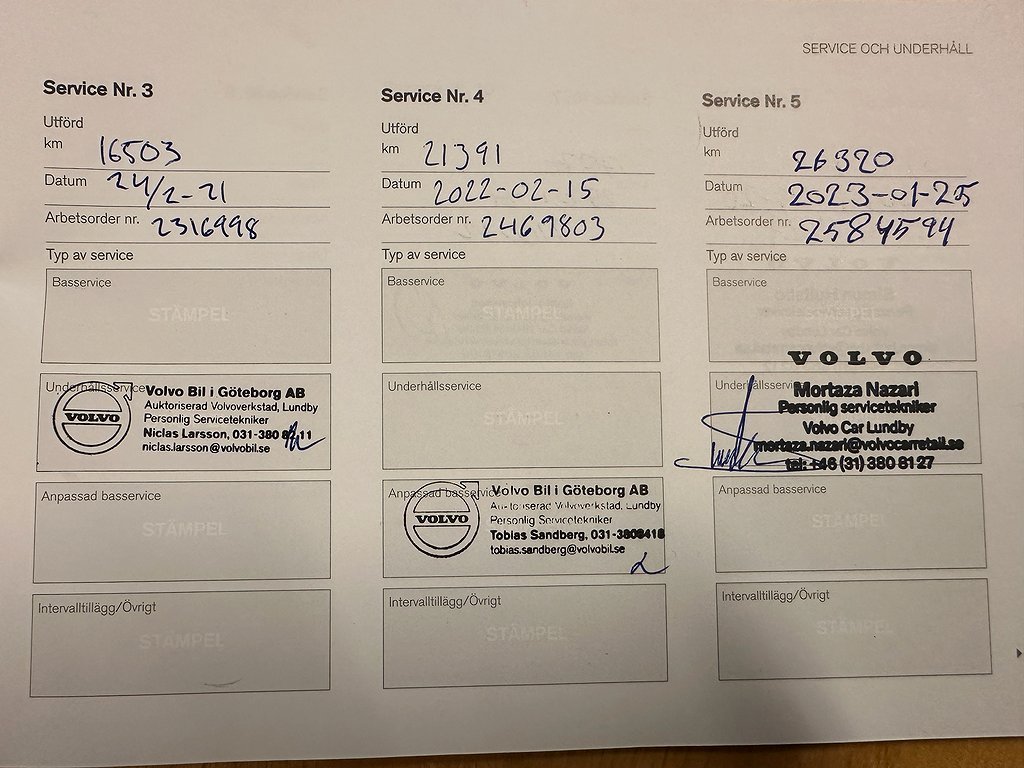 SERVICE OCH UNDERHÅLL
Service Nr. 3
Utförd
km 16503
Datum 24/2-21
Arbetsorder nr. 2316998
Typ av service
Basservice
STÄMPEL
Underhållsservice
VOLVO
Volvo Bil i Göteborg AB
Auktoriserad Volvoverkstad, Lundby
Personlig Servicetekniker
Niclas Larsson, 031-380 11
niclas.larsson@volvobil.se
Anpassad basservice
STÄMPEL
Intervalltillägg/Övrigt
STÄMPEL
Service Nr. 4
Utförd
km 21391
Datum 2022-02-15
Arbetsorder nr. 2469803
Typ av service
Basservice
STÄMPEL
Underhållsservice
STÄMPEL
Anpassad basservice
VOLVO
Volvo Bil i Göteborg AB
Auktoriserad Volvoverkstad, Lundby
Personlig Servicetekniker
Tobias Sandberg, 031-3808418
tobias.sandberg@volvobil.se
Intervalltillägg/Övrigt
STÄMPEL
Service Nr. 5
Utförd
km 26320
Datum 2023-01-25
Arbetsorder nr. 2584594
Typ av service
Basservice
STÄMPEL
VOLVO
Underhållsservice
Mortaza Nazari
Personlig servicetekniker
Volvo Car Lundby
mortaza.nazari@volvocarretail.se
tel: +46 (31) 380 81 27
Anpassad basservice
STÄMPEL
Intervalltillägg/Övrigt
STÄMPEL